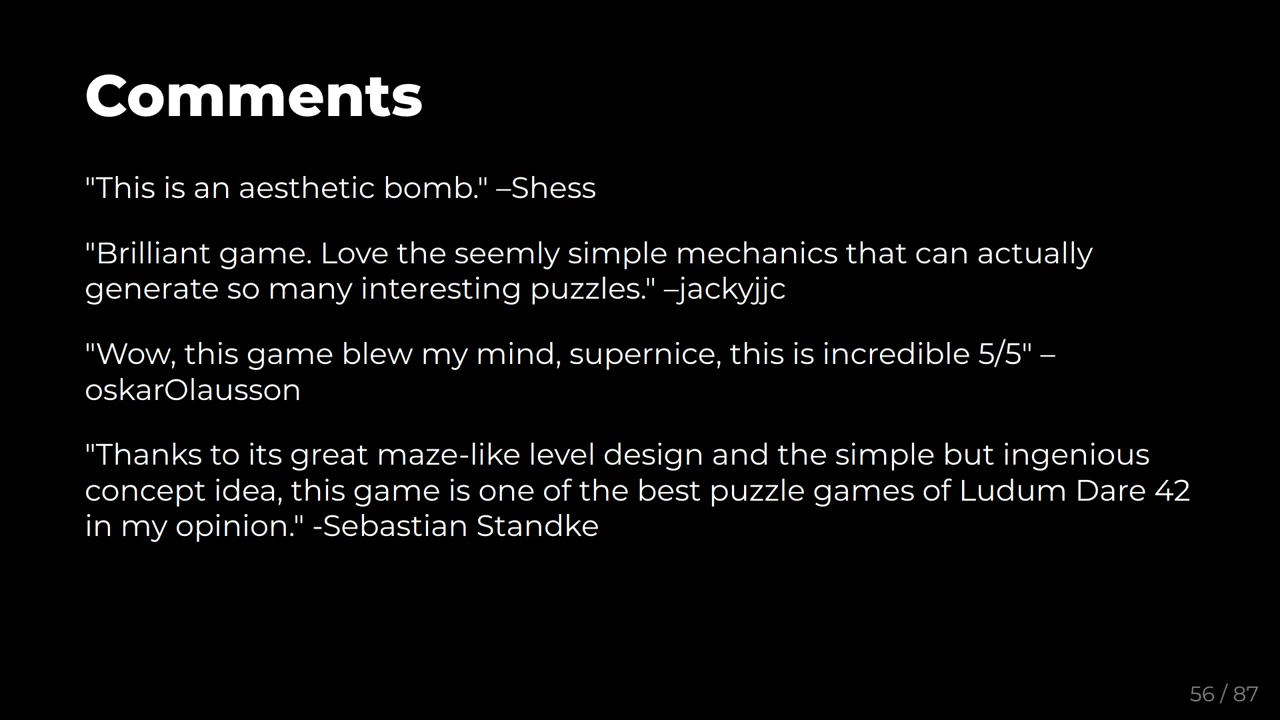 Comments
"This is an aesthetic bomb." –Shess
"Brilliant game. Love the seemly simple mechanics that can actually
generate so many interesting puzzles." –jackyjjc
"Wow, this game blew my mind, supernice, this is incredible 5/5" –
oskarOlausson
"Thanks to its great maze-like level design and the simple but ingenious
concept idea, this game is one of the best puzzle games of Ludum Dare 42
in my opinion." -Sebastian Standke
56 / 87